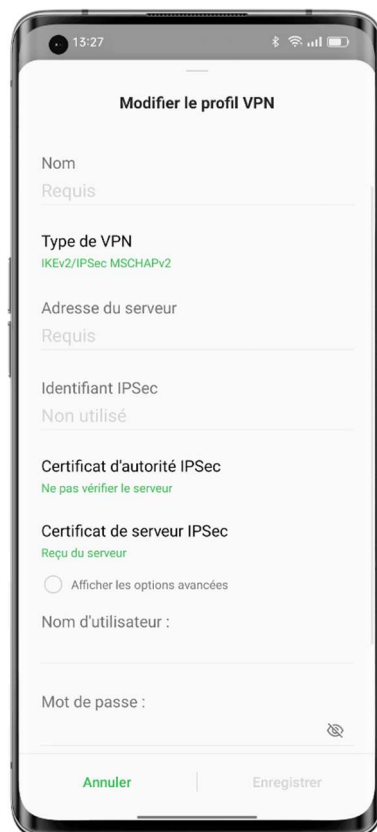 13:27
Modifier le profil VPN
Nom
Requis
Type de VPN
IKEv2/IPSec MSCHAPv2
Adresse du serveur
Requis
Identifiant IPSec
Non utilisé
Certificat d'autorité IPSec
Ne pas vérifier le serveur
Certificat de serveur IPSec
Reçu du serveur
Afficher les options avancées
Nom d'utilisateur :
Mot de passe :
Annuler
Enregistrer